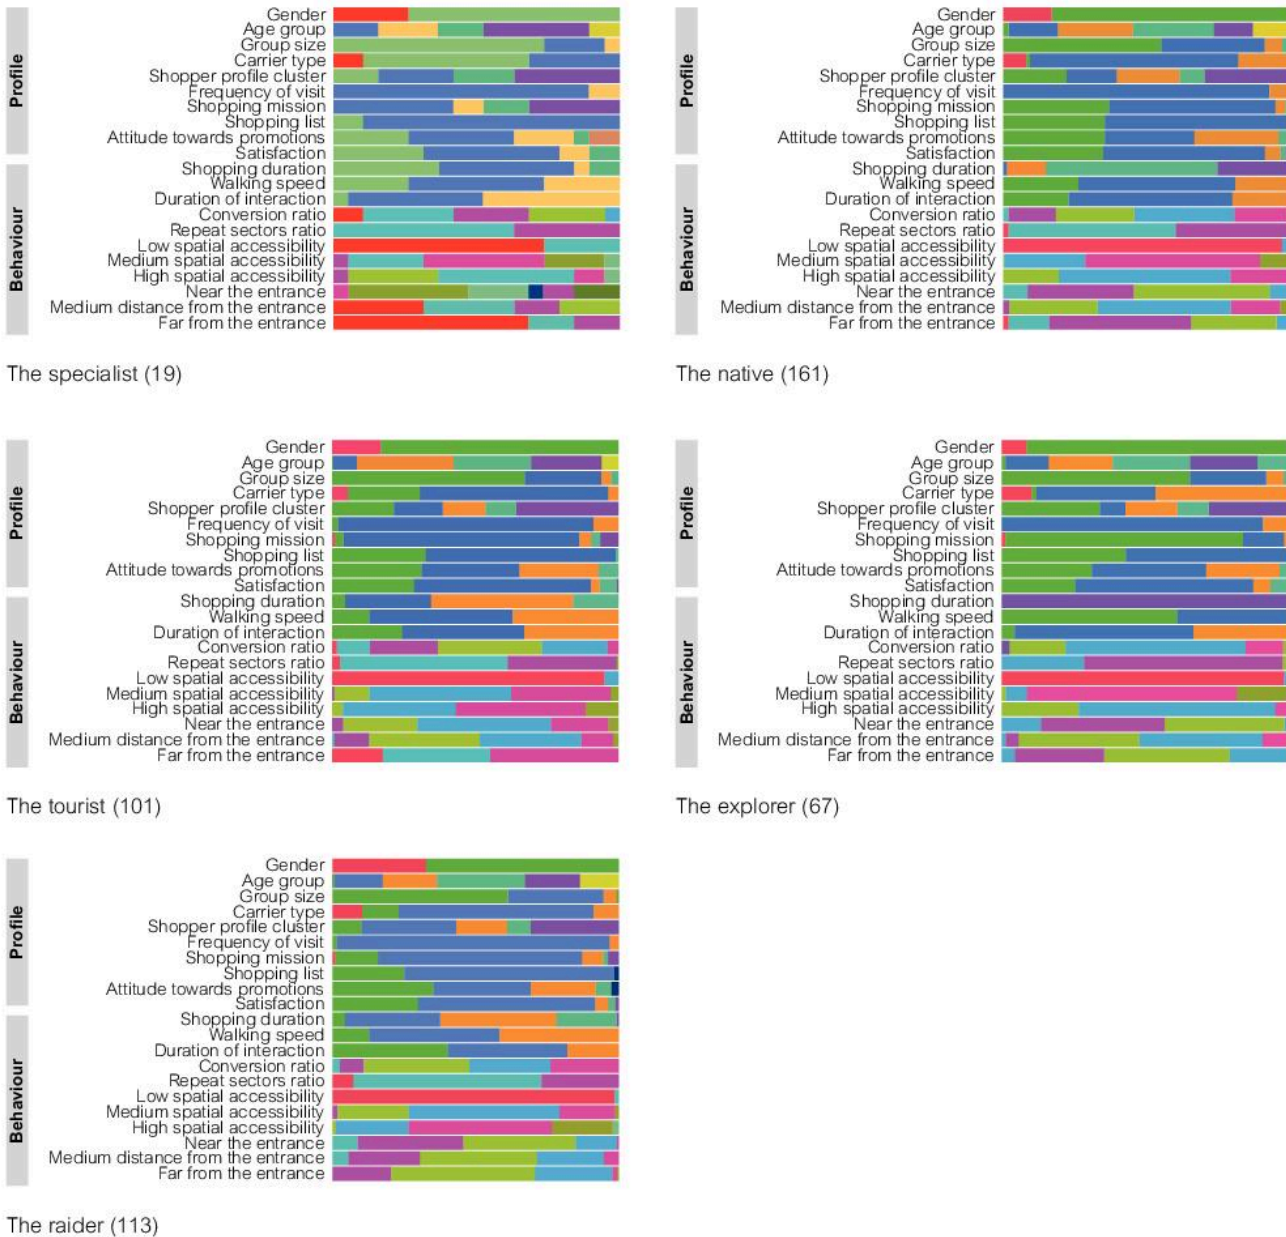 Profile
Gender
Age group
Group size
Carrier type
Shopper profile cluster
Frequency of visit
Shopping mission
Shopping list
Attitude towards promotions
Satisfaction
Behaviour
Shopping duration
Walking speed
Duration of interaction
Conversion ratio
Repeat sectors ratio
Low spatial accessibility
Medium spatial accessibility
High spatial accessibility
Near the entrance
Medium distance from the entrance
Far from the entrance
The specialist (19)
Profile
Gender
Age group
Group size
Carrier type
Shopper profile cluster
Frequency of visit
Shopping mission
Shopping list
Attitude towards promotions
Satisfaction
Behaviour
Shopping duration
Walking speed
Duration of interaction
Conversion ratio
Repeat sectors ratio
Low spatial accessibility
Medium spatial accessibility
High spatial accessibility
Near the entrance
Medium distance from the entrance
Far from the entrance
The native (161)
Profile
Gender
Age group
Group size
Carrier type
Shopper profile cluster
Frequency of visit
Shopping mission
Shopping list
Attitude towards promotions
Satisfaction
Behaviour
Shopping duration
Walking speed
Duration of interaction
Conversion ratio
Repeat sectors ratio
Low spatial accessibility
Medium spatial accessibility
High spatial accessibility
Near the entrance
Medium distance from the entrance
Far from the entrance
The tourist (101)
Profile
Gender
Age group
Group size
Carrier type
Shopper profile cluster
Frequency of visit
Shopping mission
Shopping list
Attitude towards promotions
Satisfaction
Behaviour
Shopping duration
Walking speed
Duration of interaction
Conversion ratio
Repeat sectors ratio
Low spatial accessibility
Medium spatial accessibility
High spatial accessibility
Near the entrance
Medium distance from the entrance
Far from the entrance
The explorer (67)
Profile
Gender
Age group
Group size
Carrier type
Shopper profile cluster
Frequency of visit
Shopping mission
Shopping list
Attitude towards promotions
Satisfaction
Behaviour
Shopping duration
Walking speed
Duration of interaction
Conversion ratio
Repeat sectors ratio
Low spatial accessibility
Medium spatial accessibility
High spatial accessibility
Near the entrance
Medium distance from the entrance
Far from the entrance
The raider (113)